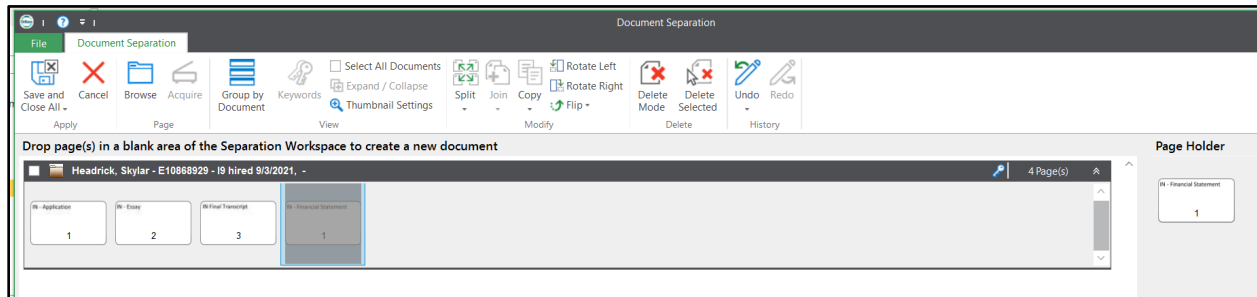 Document Separation
File
Document Separation
Save and Close All
Cancel
Browse
Acquire
Group by Document
Keywords
Select All Documents
Expand / Collapse
Thumbnail Settings
Split
Join
Copy
Rotate Left
Rotate Right
Flip
Delete Mode
Delete Selected
Undo
Redo
Apply
Page
View
Modify
Delete
History
Drop page(s) in a blank area of the Separation Workspace to create a new document
Page Holder
Headrick, Skylar - E10868929 - I9 hired 9/3/2021, -
4 Page(s)
IN - Application
1
IN - Essay
2
IN Final Transcript
3
IN - Financial Statement
1
IN - Financial Statement
1